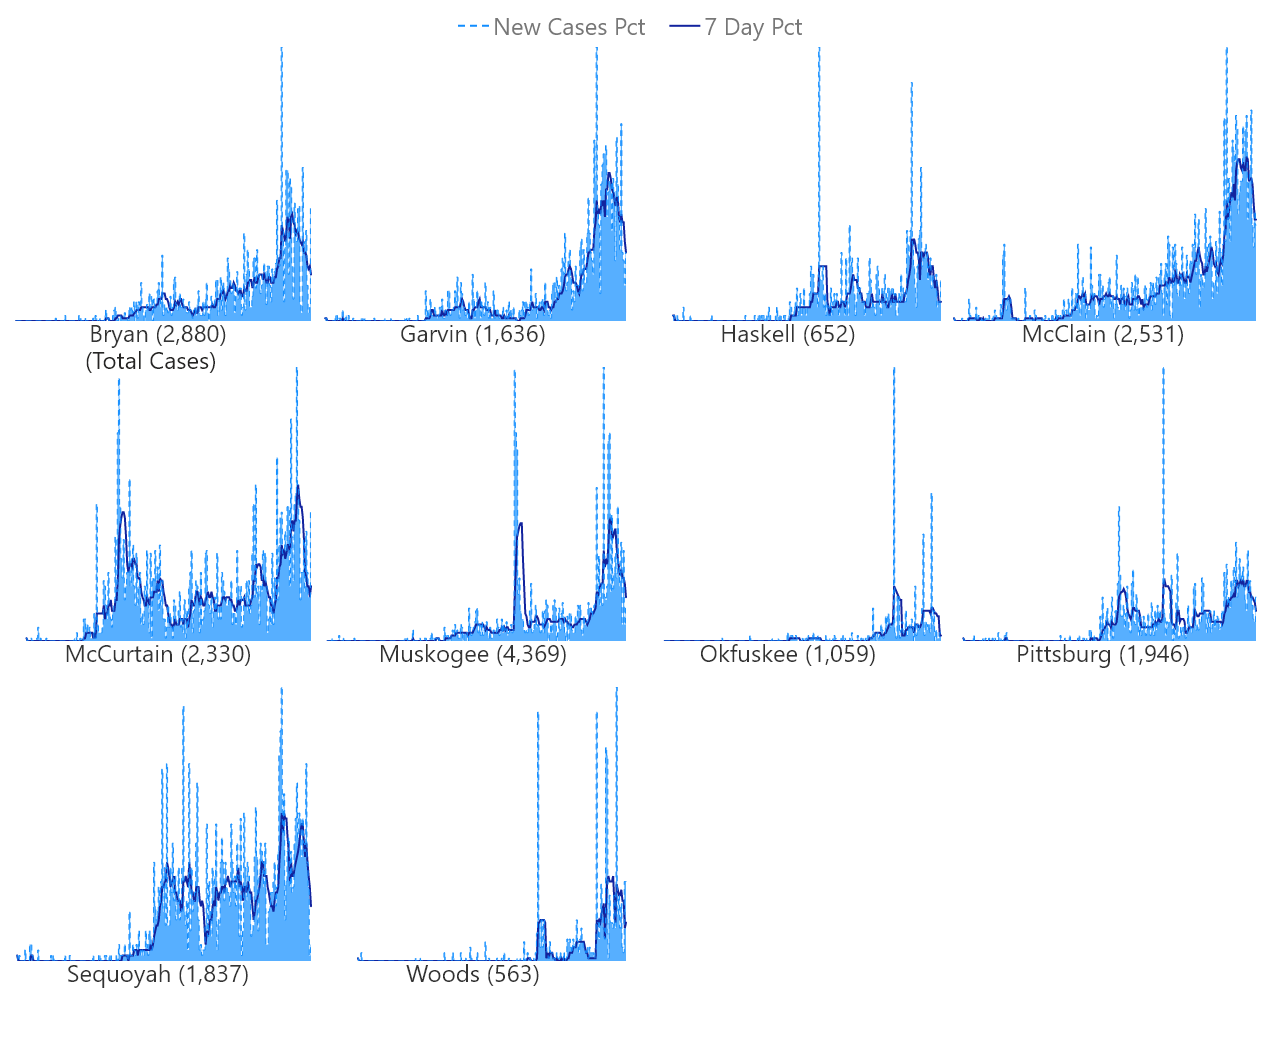 New Cases Pct 7 Day Pct
Bryan (2,880) Garvin (1,636) Haskell (652) McClain (2,531)
(Total Cases)
McCurtain (2,330) Muskogee (4,369) Okfuskee (1,059) Pittsburg (1,946)
Sequoyah (1,837) Woods (563)